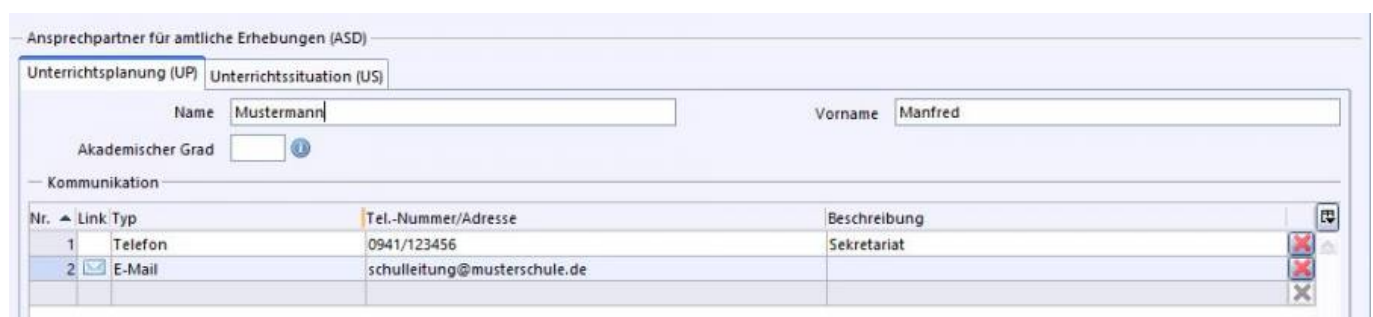 Ansprechpartner für amtliche Erhebungen (ASD)
Unterrichtsplanung (UP) Unterrichtssituation (US)
Name Mustermann Vorname Manfred
Akademischer Grad
Kommunikation
Nr. Link Typ Tel.-Nummer/Adresse Beschreibung
1 Telefon 0941/123456 Sekretariat
2 E-Mail schulleitung@musterschule.de